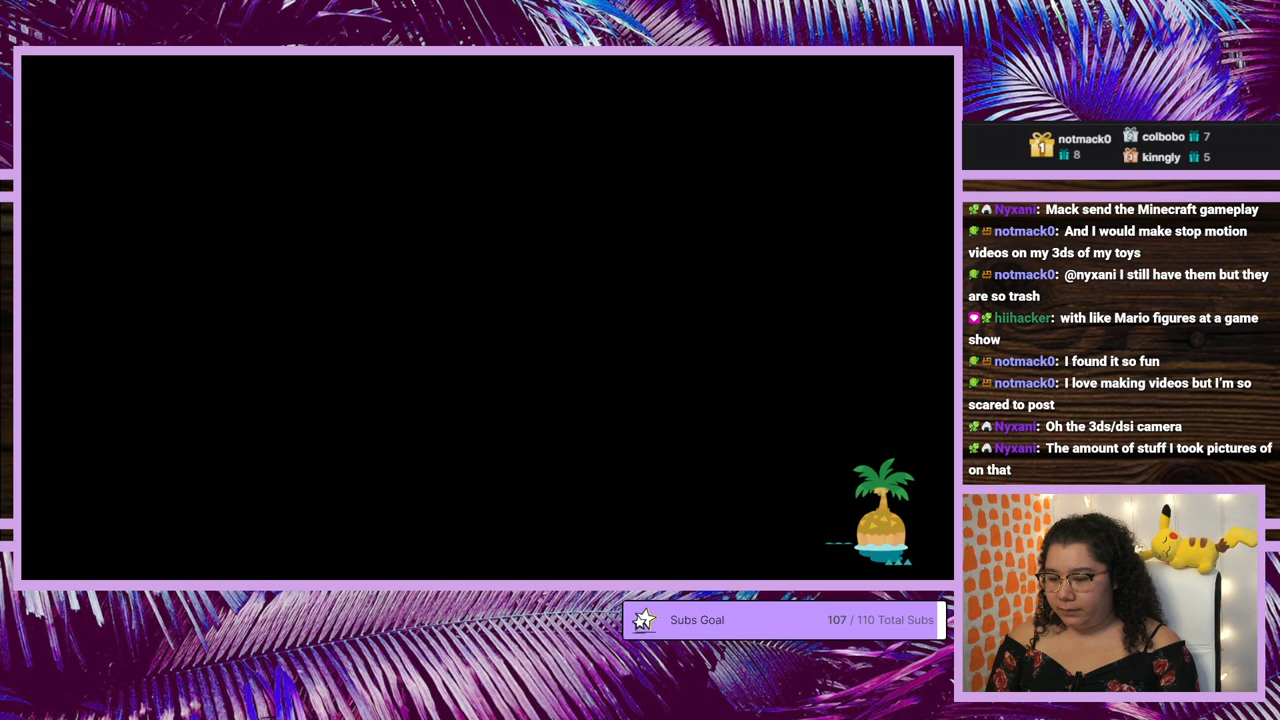 1 notmack0
8
2 colbobo 7
3 kinngly 5
Nyxani: Mack send the Minecraft gameplay
notmack0: And I would make stop motion
videos on my 3ds of my toys
notmack0: @nyxani I still have them but they
are so trash
hiihacker: with like Mario figures at a game
show
notmack0: I found it so fun
notmack0: I love making videos but I'm so
scared to post
Nyxani: Oh the 3ds/dsi camera
Nyxani: The amount of stuff I took pictures of
on that
Subs Goal 107 / 110 Total Subs